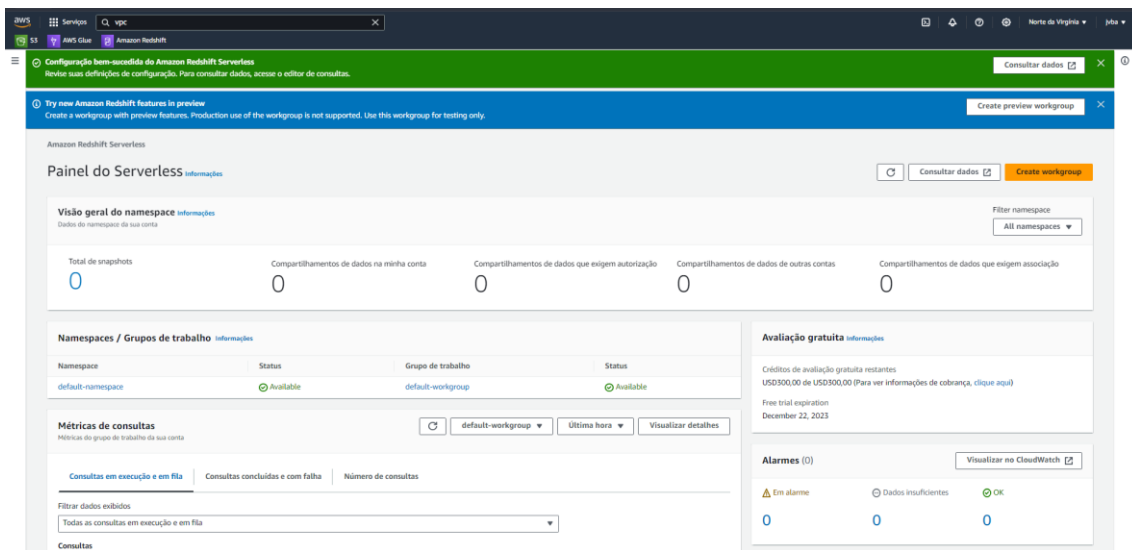 aws
Serviços
vpc
Norte da Virgínia
jvba
S3
AWS Glue
Amazon Redshift
Configuração bem-sucedida do Amazon Redshift Serverless
Revise suas definições de configuração. Para consultar dados, acesse o editor de consultas.
Consultar dados
Try new Amazon Redshift features in preview
Create a workgroup with preview features. Production use of the workgroup is not supported. Use this workgroup for testing only.
Create preview workgroup
Amazon Redshift Serverless
Painel do Serverless Informações
Consultar dados
Create workgroup
Visão geral do namespace Informações
Dados do namespace da sua conta
Filter namespace
All namespaces
Total de snapshots
0
Compartilhamentos de dados na minha conta
0
Compartilhamentos de dados que exigem autorização
0
Compartilhamentos de dados de outras contas
0
Compartilhamentos de dados que exigem associação
0
Namespaces / Grupos de trabalho Informações
Namespace Status Grupo de trabalho Status
default-namespace Available default-workgroup Available
Avaliação gratuita Informações
Créditos de avaliação gratuita restantes
USD300,00 de USD300,00 (Para ver informações de cobrança, clique aqui)
Free trial expiration
December 22, 2023
Métricas de consultas
Métricas do grupo de trabalho da sua conta
default-workgroup
Última hora
Visualizar detalhes
Consultas em execução e em fila
Consultas concluídas e com falha
Número de consultas
Filtrar dados exibidos
Todas as consultas em execução e em fila
Consultas
Alarmes (0)
Visualizar no CloudWatch
Em alarme
0
Dados insuficientes
0
OK
0